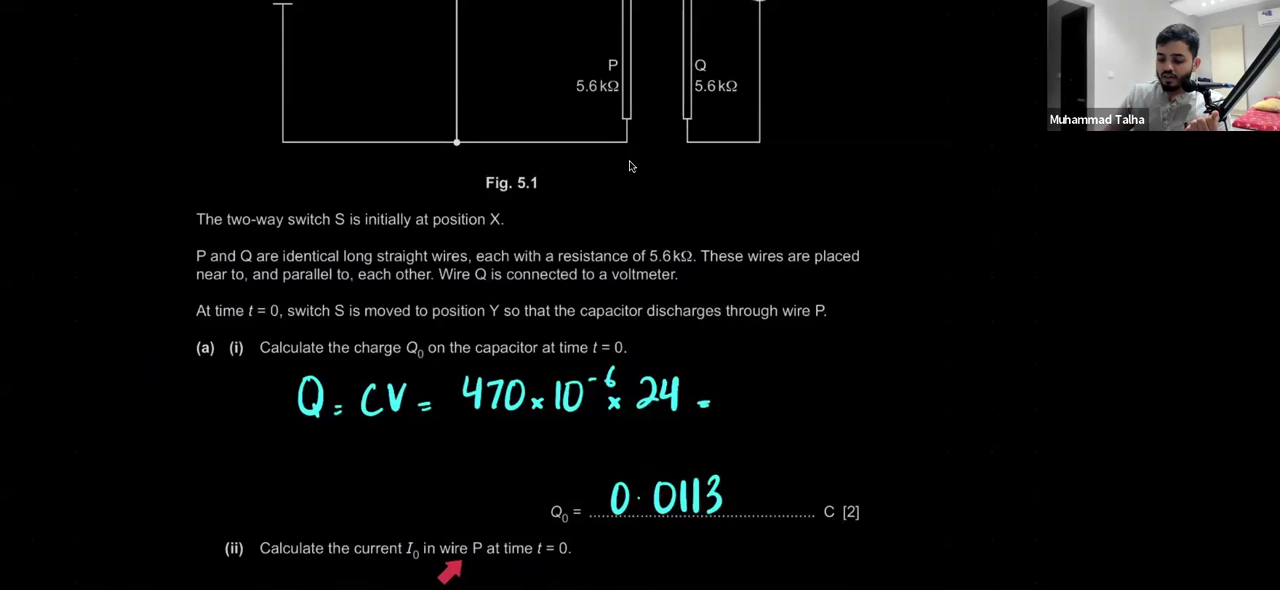 P
5.6 kΩ
Q
5.6 kΩ
Muhammad Talha
Fig. 5.1
The two-way switch S is initially at position X.
P and Q are identical long straight wires, each with a resistance of 5.6 kΩ. These wires are placed
near to, and parallel to, each other. Wire Q is connected to a voltmeter.
At time t = 0, switch S is moved to position Y so that the capacitor discharges through wire P.
(a) (i) Calculate the charge Q₀ on the capacitor at time t = 0.
Q = CV = 470 × 10⁻⁶ × 24 =
Q₀ = 0.0113 C [2]
(ii) Calculate the current I₀ in wire P at time t = 0.